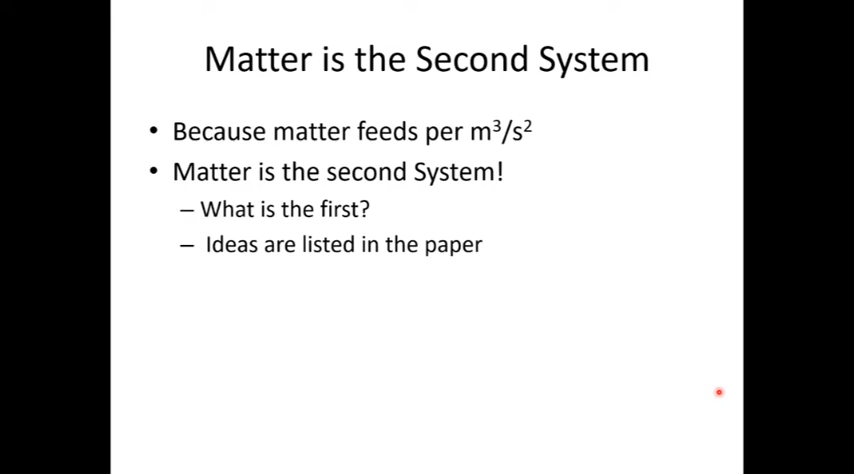 Matter is the Second System
• Because matter feeds per m³/s²
• Matter is the second System!
– What is the first?
– Ideas are listed in the paper